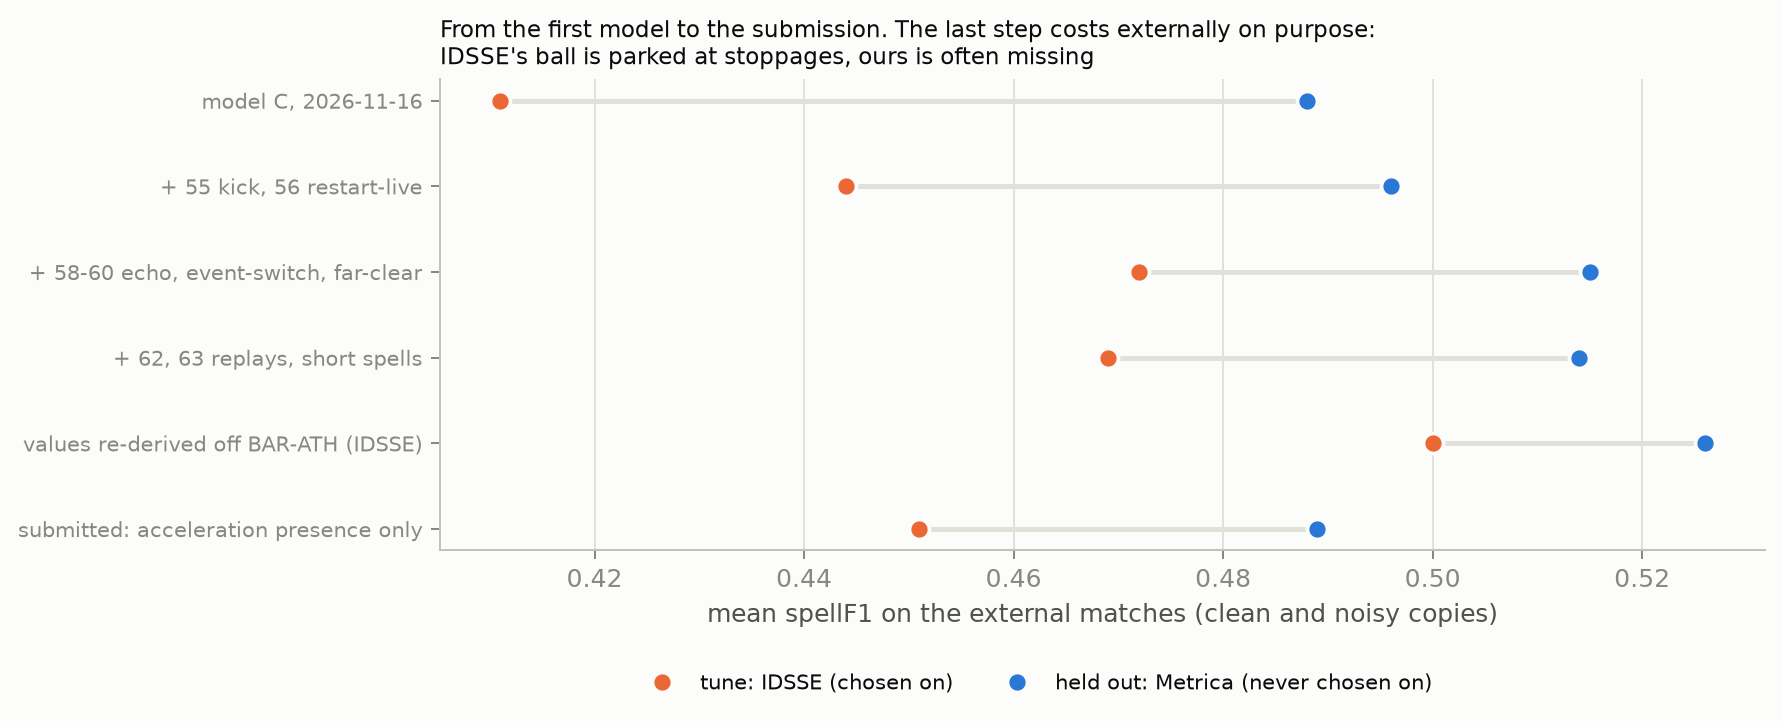 From the first model to the submission. The last step costs externally on purpose:
IDSSE's ball is parked at stoppages, ours is often missing
model C, 2026-11-16
+ 55 kick, 56 restart-live
+ 58-60 echo, event-switch, far-clear
+ 62, 63 replays, short spells
values re-derived off BAR-ATH (IDSSE)
submitted: acceleration presence only
0.42 0.44 0.46 0.48 0.50 0.52
mean spellF1 on the external matches (clean and noisy copies)
tune: IDSSE (chosen on) held out: Metrica (never chosen on)